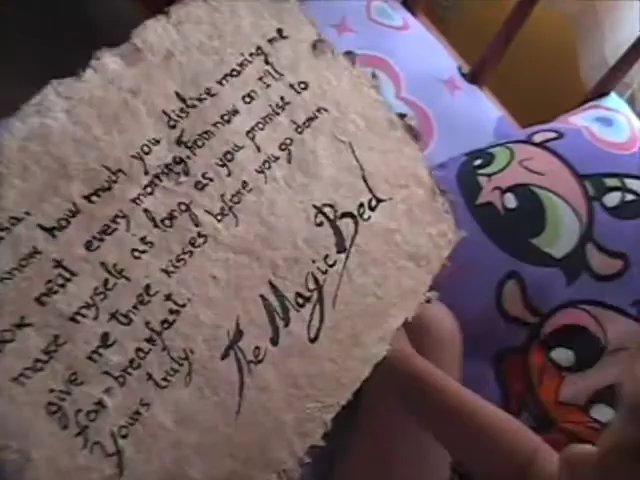 know how much you dislike making me
neat every morning. From now on I'll
make myself as long as you promise to
give me three kisses before you go down
for breakfast.
Yours truly,
The Magic Bed